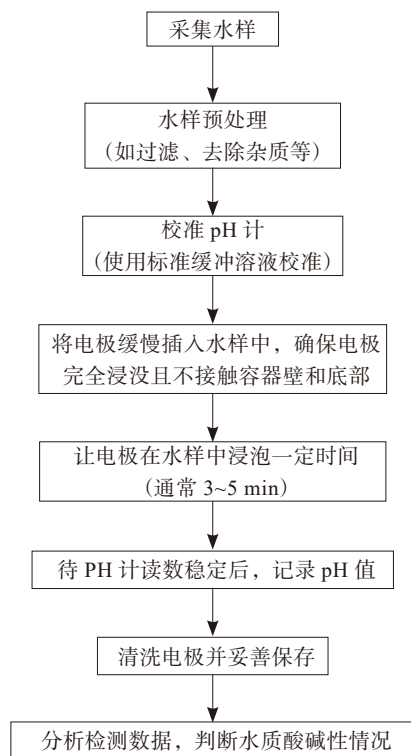 采集水样
水样预处理
（如过滤、去除杂质等）
校准 pH 计
（使用标准缓冲溶液校准）
将电极缓慢插入水样中，确保电极
完全浸没且不接触容器壁和底部
让电极在水样中浸泡一定时间
（通常 3~5 min）
待 PH 计读数稳定后，记录 pH 值
清洗电极并妥善保存
分析检测数据，判断水质酸碱性情况